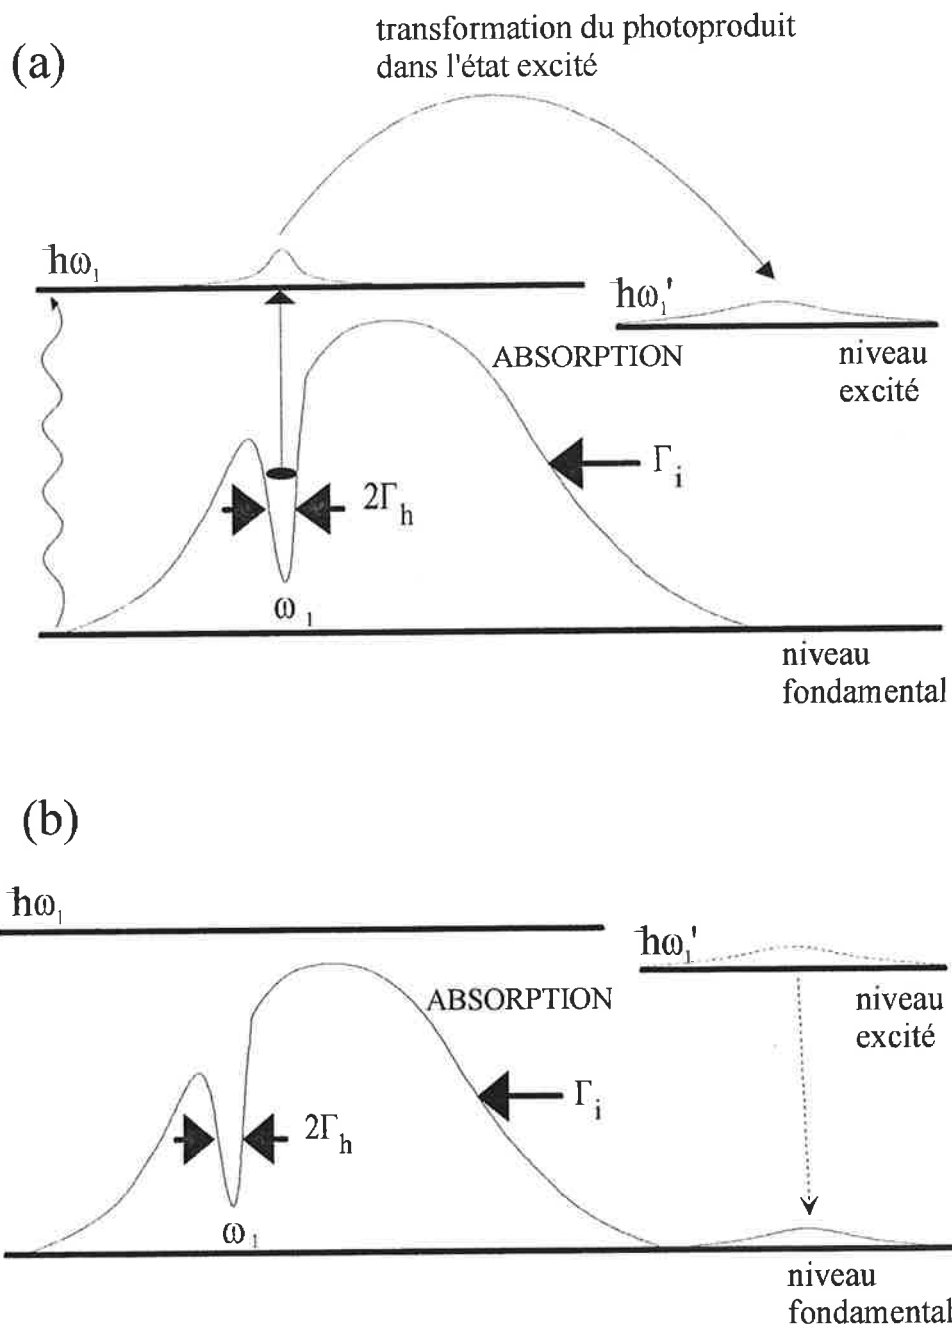 (a)
transformation du photoproduit
dans l'état excité
ħω₁
ħω₁'
ABSORPTION
niveau
excité
Γᵢ
2Γₕ
ω₁
niveau
fondamental
(b)
ħω₁
ħω₁'
ABSORPTION
niveau
excité
Γᵢ
2Γₕ
ω₁
niveau
fondamental